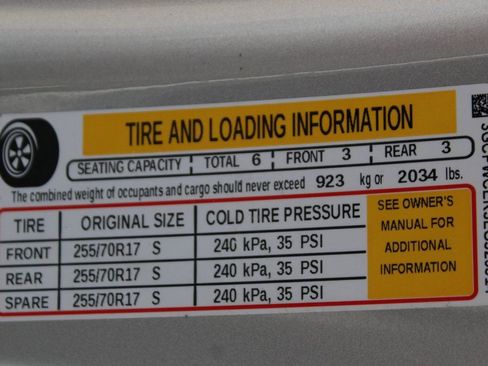 TIRE AND LOADING INFORMATION
SEATING CAPACITY TOTAL 6 FRONT 3 REAR 3
The combined weight of occupants and cargo should never exceed 923 kg or 2034 lbs.
TIRE ORIGINAL SIZE COLD TIRE PRESSURE
FRONT 255/70R17 S 240 kPa, 35 PSI
REAR 255/70R17 S 240 kPa, 35 PSI
SPARE 255/70R17 S 240 kPa, 35 PSI
SEE OWNER'S
MANUAL FOR
ADDITIONAL
INFORMATION